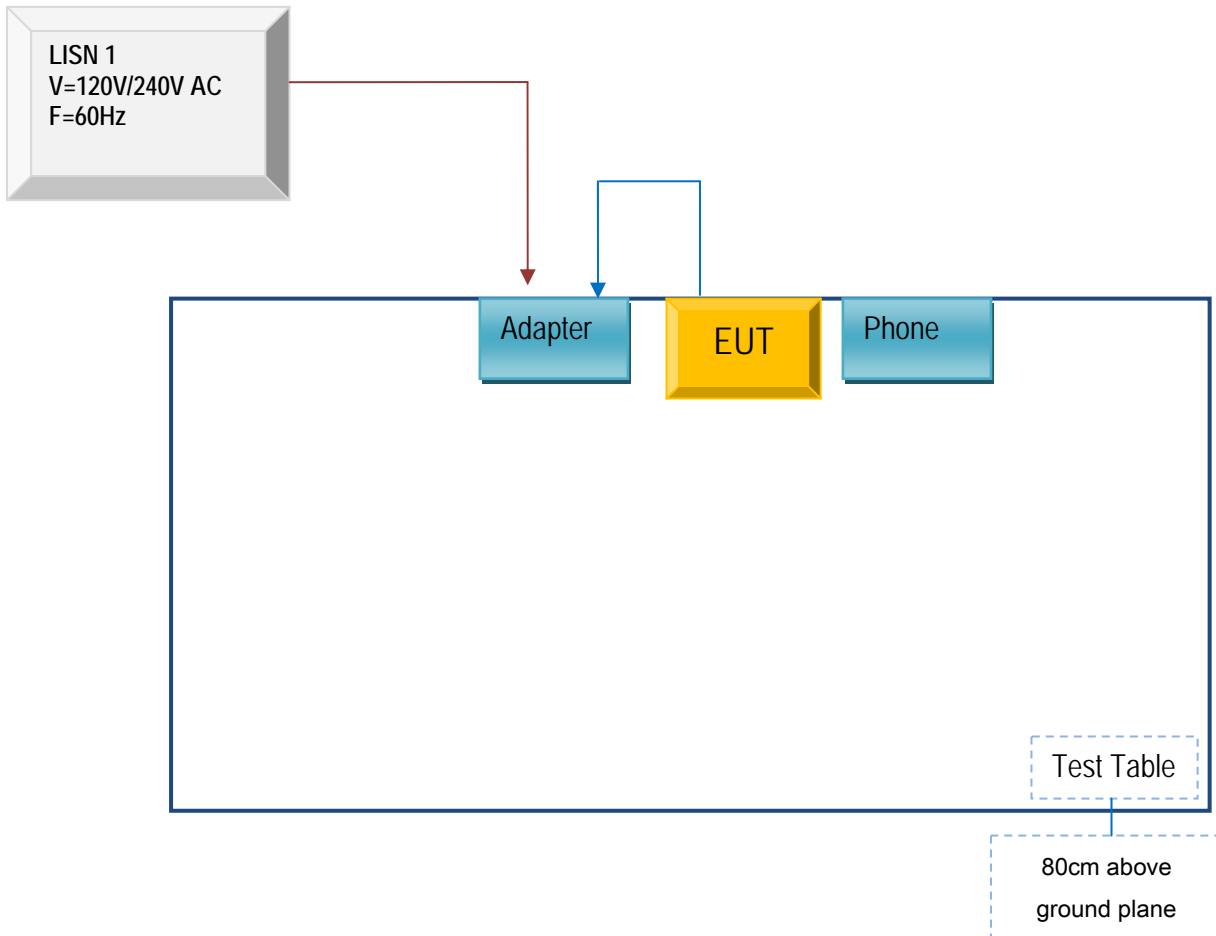 LISN 1
V=120V/240V AC
F=60Hz
Adapter
EUT
Phone
Test Table
80cm above
ground plane